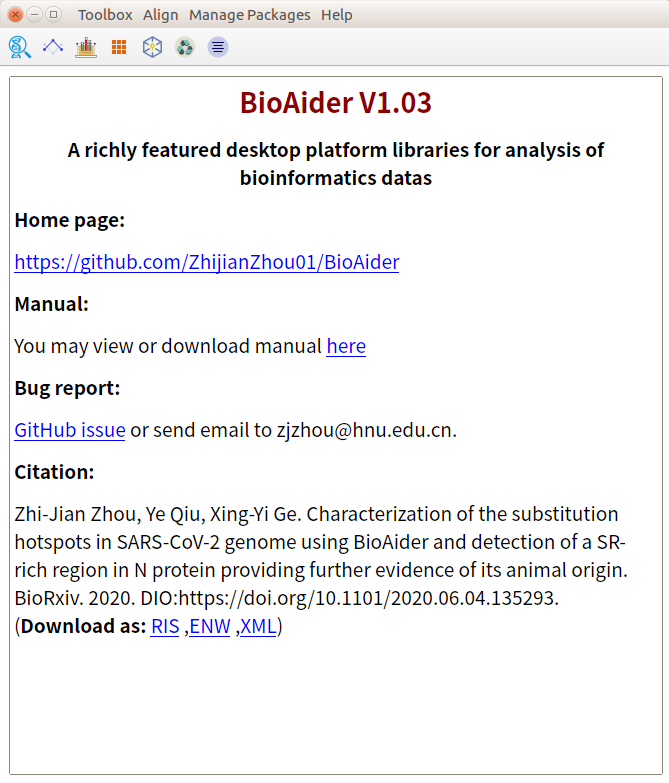 Toolbox Align Manage Packages Help
BioAider V1.03
A richly featured desktop platform libraries for analysis of
bioinformatics datas
Home page:
https://github.com/ZhijianZhou01/BioAider
Manual:
You may view or download manual here
Bug report:
GitHub issue or send email to zjzhou@hnu.edu.cn.
Citation:
Zhi-Jian Zhou, Ye Qiu, Xing-Yi Ge. Characterization of the substitution
hotspots in SARS-CoV-2 genome using BioAider and detection of a SR-
rich region in N protein providing further evidence of its animal origin.
BioRxiv. 2020. DIO:https://doi.org/10.1101/2020.06.04.135293.
(Download as: RIS ,ENW ,XML)